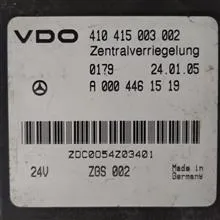 VDO 410 415 003 002
Zentralverriegelung
0179 24.01.05
A 000 446 15 19
ZDC0054Z03401
24V ZGS 002
Made in
Germany